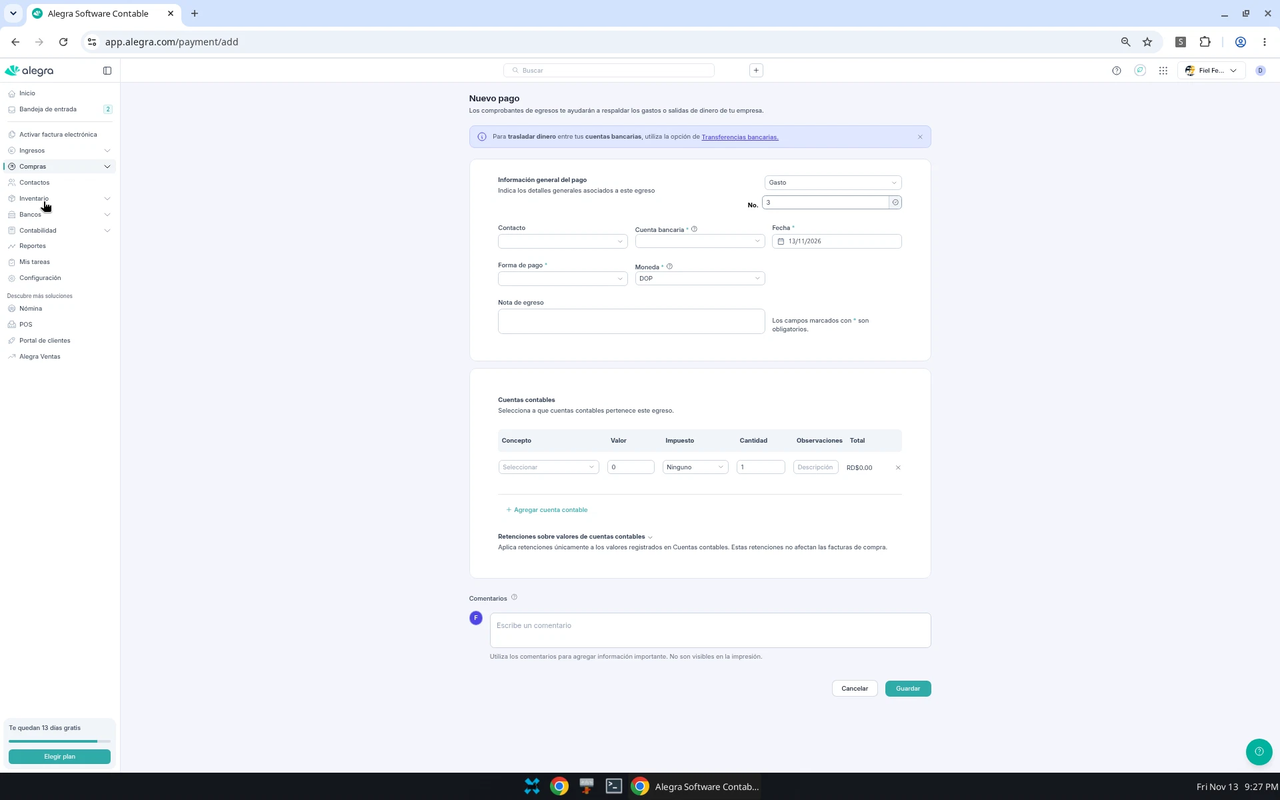 Alegra Software Contable
app.alegra.com/payment/add
S
alegra
Buscar
Fiel Fe...
D
Inicio
Bandeja de entrada 2
Activar factura electrónica
Ingresos
Compras
Contactos
Inventario
Bancos
Contabilidad
Reportes
Mis tareas
Configuración
Descubre más soluciones
Nómina
POS
Portal de clientes
Alegra Ventas
Te quedan 13 días gratis
Elegir plan
Nuevo pago
Los comprobantes de egresos te ayudarán a respaldar los gastos o salidas de dinero de tu empresa.
Para trasladar dinero entre tus cuentas bancarias, utiliza la opción de Transferencias bancarias.
Información general del pago
Indica los detalles generales asociados a este egreso
Gasto
No. 3
Contacto Cuenta bancaria * Fecha *
13/11/2026
Forma de pago * Moneda *
DOP
Nota de egreso
Los campos marcados con * son
obligatorios.
Cuentas contables
Selecciona a que cuentas contables pertenece este egreso.
Concepto Valor Impuesto Cantidad Observaciones Total
Seleccionar 0 Ninguno 1 Descripción RD$0.00
+ Agregar cuenta contable
Retenciones sobre valores de cuentas contables
Aplica retenciones únicamente a los valores registrados en Cuentas contables. Estas retenciones no afectan las facturas de compra.
Comentarios
F
Escribe un comentario
Utiliza los comentarios para agregar información importante. No son visibles en la impresión.
Cancelar Guardar
Alegra Software Contab...
Fri Nov 13 9:27 PM